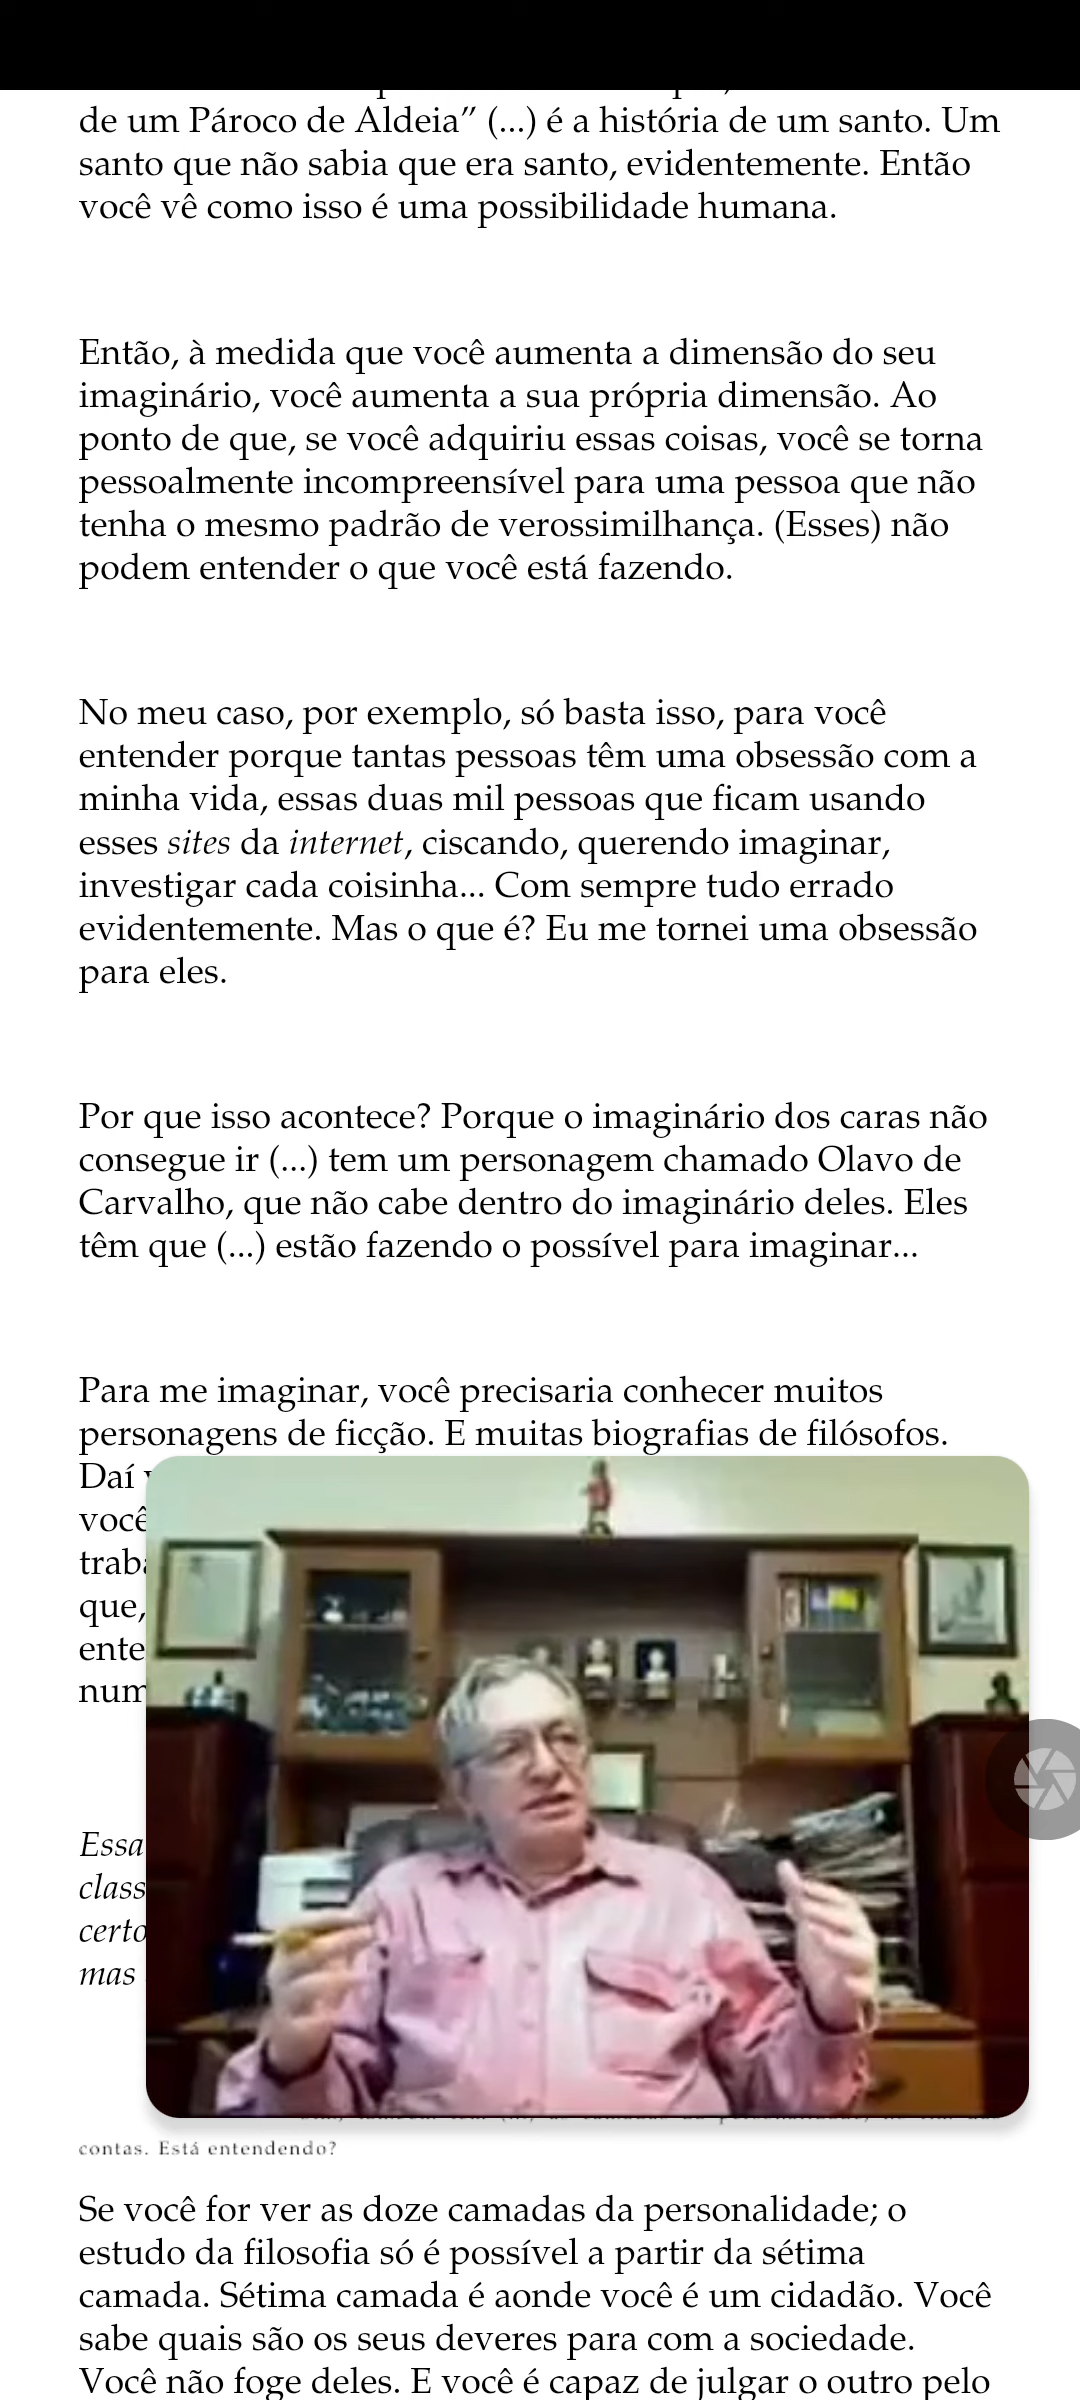 de um Pároco de Aldeia” (...) é a história de um santo. Um
santo que não sabia que era santo, evidentemente. Então
você vê como isso é uma possibilidade humana.
Então, à medida que você aumenta a dimensão do seu
imaginário, você aumenta a sua própria dimensão. Ao
ponto de que, se você adquiriu essas coisas, você se torna
pessoalmente incompreensível para uma pessoa que não
tenha o mesmo padrão de verossimilhança. (Esses) não
podem entender o que você está fazendo.
No meu caso, por exemplo, só basta isso, para você
entender porque tantas pessoas têm uma obsessão com a
minha vida, essas duas mil pessoas que ficam usando
esses sites da internet, ciscando, querendo imaginar,
investigar cada coisinha... Com sempre tudo errado
evidentemente. Mas o que é? Eu me tornei uma obsessão
para eles.
Por que isso acontece? Porque o imaginário dos caras não
consegue ir (...) tem um personagem chamado Olavo de
Carvalho, que não cabe dentro do imaginário deles. Eles
têm que (...) estão fazendo o possível para imaginar...
Para me imaginar, você precisaria conhecer muitos
personagens de ficção. E muitas biografias de filósofos.
Daí
você
que,
Essa
mas
contas. Está entendendo?
Se você for ver as doze camadas da personalidade; o
estudo da filosofia só é possível a partir da sétima
camada. Sétima camada é aonde você é um cidadão. Você
sabe quais são os seus deveres para com a sociedade.
Você não foge deles. E você é capaz de julgar o outro pelo